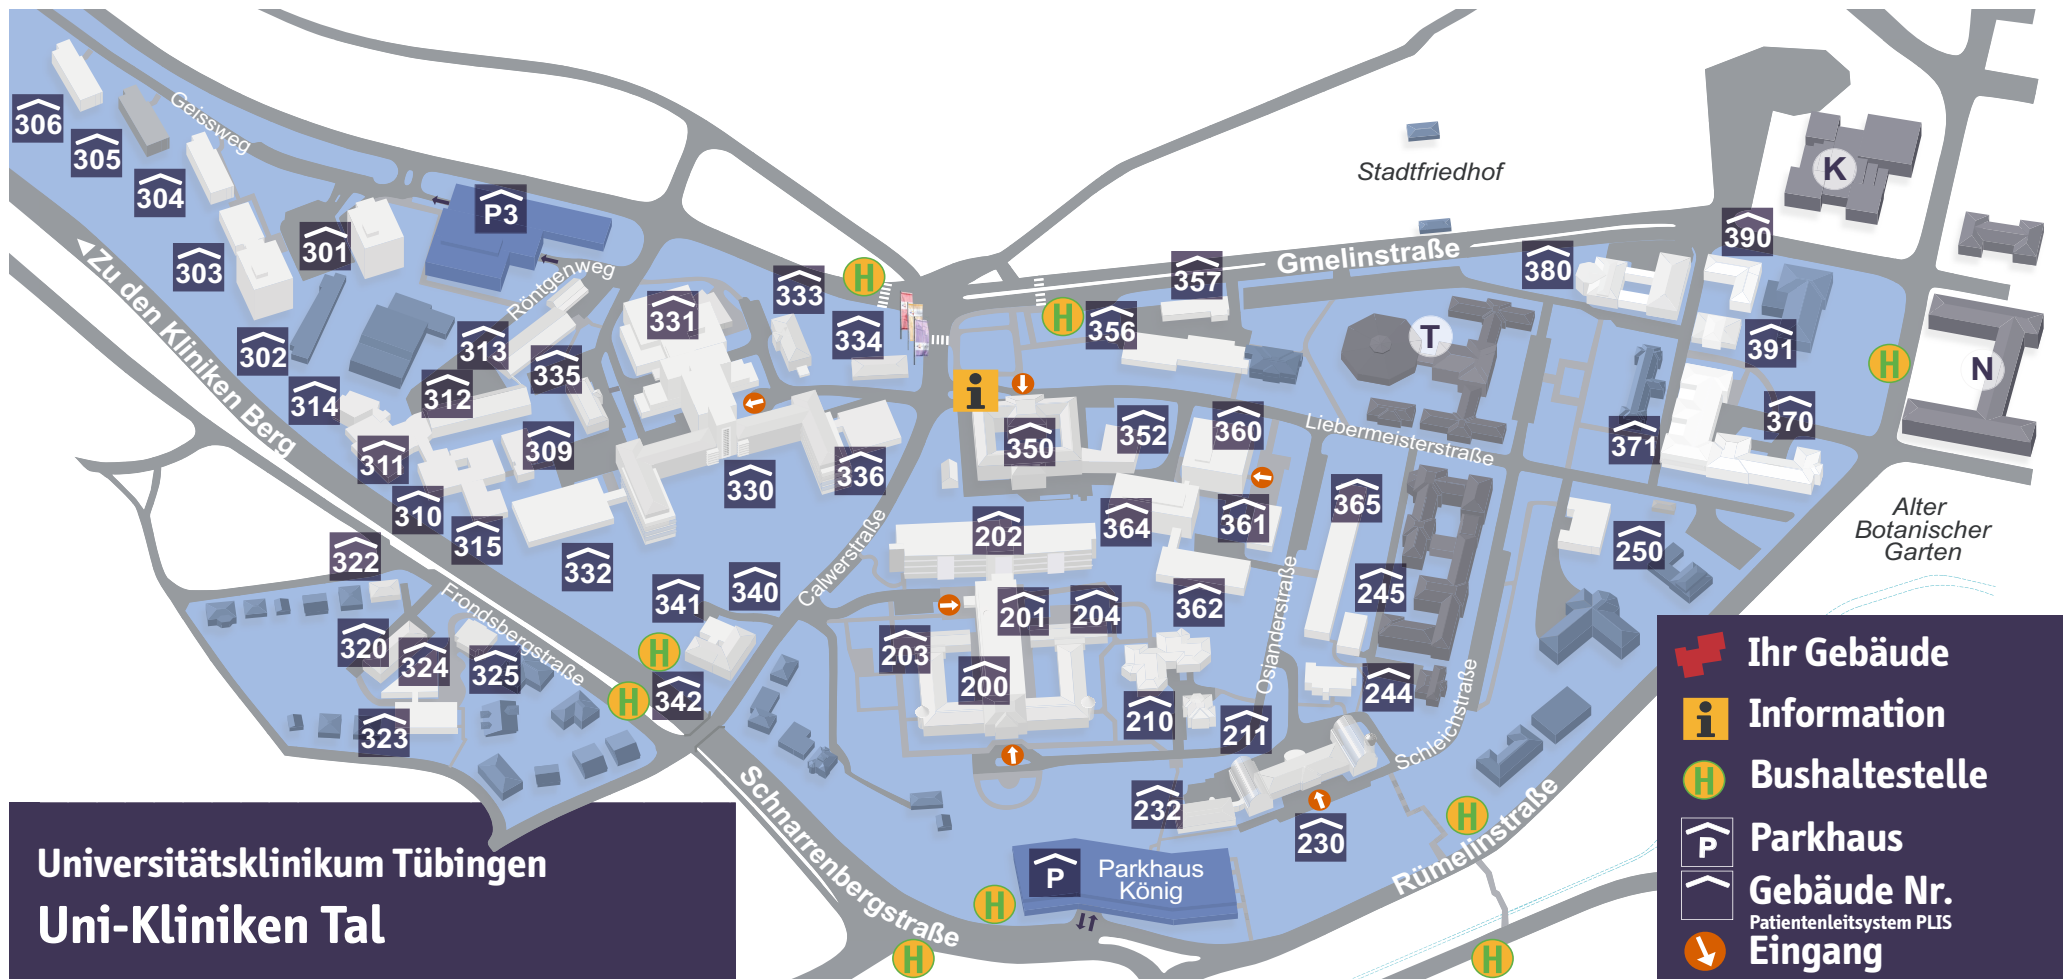 306
305
304
303
301
302
Geissweg
P3
Röntgenweg
Zu den Kliniken Berg
313
314
312
335
311
309
310
315
331
333
334
330
336
332
H
H
i
356
357
Gmelinstraße
Stadtfriedhof
380
390
K
T
391
N
H
371
370
350
352
360
Liebermeisterstraße
364
361
365
202
362
245
250
Alter
Botanischer
Garten
Calwerstraße
322
Frondsbergstraße
320
324
325
323
341
340
H
H
342
201
204
203
200
210
211
Osianderstraße
244
Schleichstraße
232
230
H
Rümelinstraße
Schnarrenbergstraße
P
Parkhaus
König
H
H
H
Universitätsklinikum Tübingen
Uni-Kliniken Tal
Ihr Gebäude
i
Information
H
Bushaltestelle
P
Parkhaus
Gebäude Nr.
Patientenleitsystem PLIS
Eingang